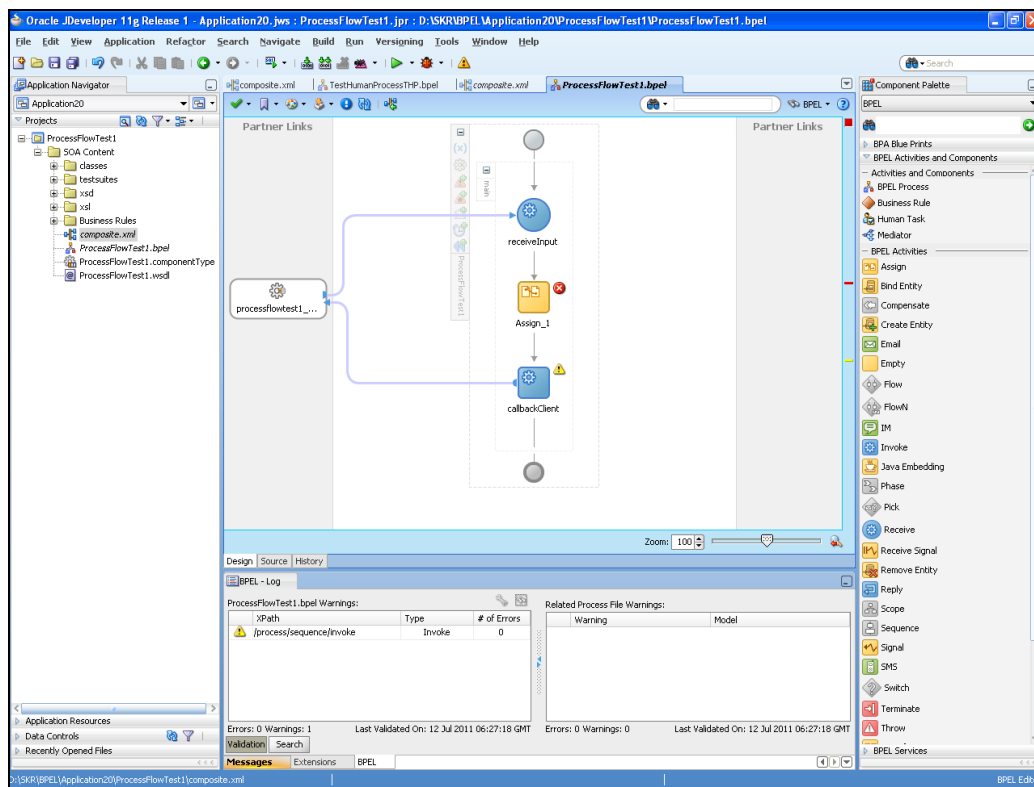 Oracle JDeveloper 11g Release 1 - Application20.jws : ProcessFlowTest1.jpr : D:\SKR\BPEL\Application20\ProcessFlowTest1\ProcessFlowTest1.bpel
File Edit View Application Refactor Search Navigate Build Run Versioning Tools Window Help
Search
Application Navigator
composite.xml
TestHumanProcessTHP.bpel
composite.xml
ProcessFlowTest1.bpel
Component Palette
Application20
BPEL
BPEL
Projects
ProcessFlowTest1
SOA Content
classes
testsuites
xsd
xsl
Business Rules
composite.xml
ProcessFlowTest1.bpel
ProcessFlowTest1.componentType
ProcessFlowTest1.wsdl
Application Resources
Data Controls
Recently Opened Files
Partner Links
Partner Links
main
ProcessFlowTest1
receiveInput
processflowtest1_...
Assign_1
callbackClient
Zoom: 100
Design Source History
BPEL - Log
ProcessFlowTest1.bpel Warnings:
XPath Type # of Errors
/process/sequence/invoke Invoke 0
Errors: 0 Warnings: 1 Last Validated On: 12 Jul 2011 06:27:18 GMT
Related Process File Warnings:
Warning Model
Errors: 0 Warnings: 0 Last Validated On: 12 Jul 2011 06:27:18 GMT
Validation Search
Messages Extensions BPEL
BPA Blue Prints
BPEL Activities and Components
Activities and Components
BPEL Process
Business Rule
Human Task
Mediator
BPEL Activities
Assign
Bind Entity
Compensate
Create Entity
Email
Empty
Flow
FlowN
IM
Invoke
Java Embedding
Phase
Pick
Receive
Receive Signal
Remove Entity
Reply
Scope
Sequence
Signal
SMS
Switch
Terminate
Throw
BPEL Services
:\SKR\BPEL\Application20\ProcessFlowTest1\composite.xml
BPEL Edit